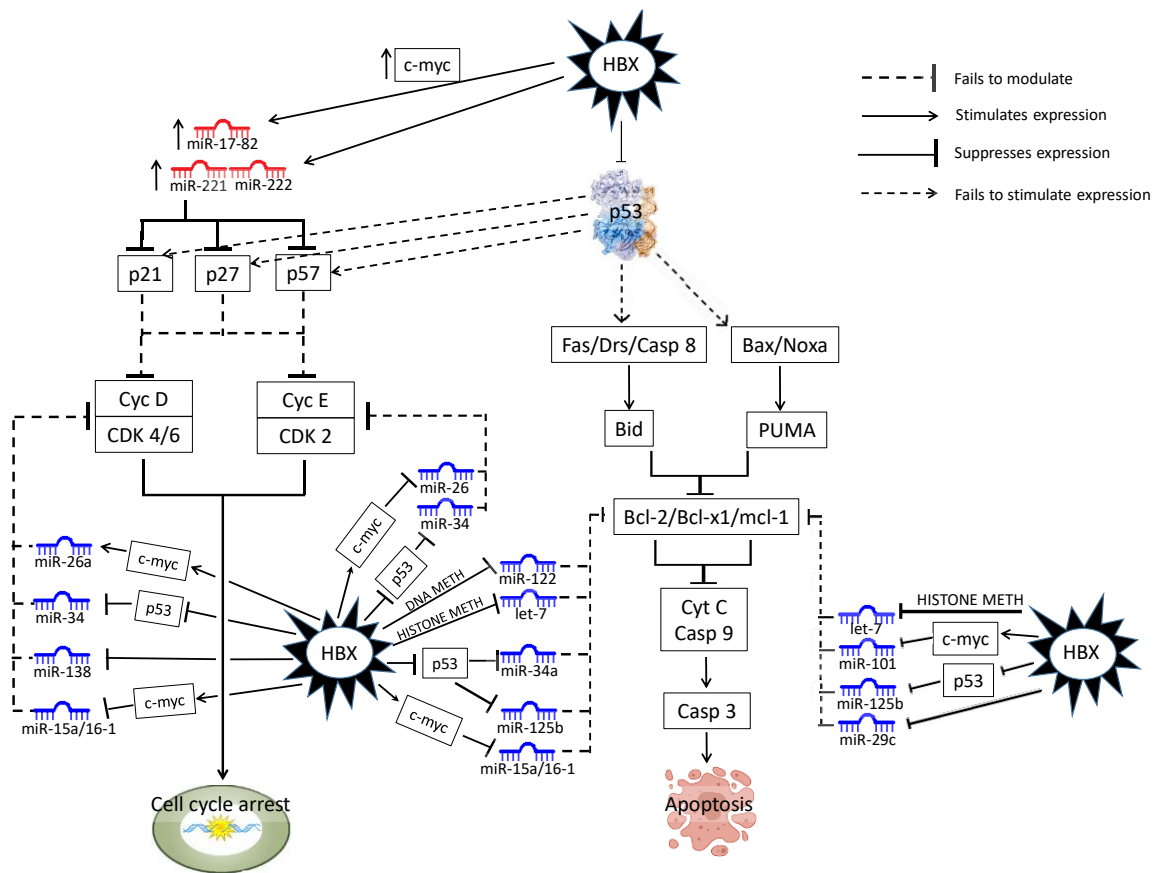 HBX
c-myc
miR-17-82
miR-221
miR-222
p53
p21
p27
p57
Fails to modulate
Stimulates expression
Suppresses expression
Fails to stimulate expression
Fas/Drs/Casp 8
Bax/Noxa
Bid
PUMA
Cyc D
CDK 4/6
Cyc E
CDK 2
Bcl-2/Bcl-x1/mcl-1
Cyt C
Casp 9
Casp 3
Apoptosis
miR-26
miR-34
c-myc
p53
DNA METH
miR-122
HISTONE METH
let-7
miR-26a
c-myc
miR-34
p53
miR-138
miR-15a/16-1
c-myc
HBX
p53
miR-34a
miR-125b
c-myc
miR-15a/16-1
HISTONE METH
let-7
c-myc
miR-101
HBX
p53
miR-125b
miR-29c
Cell cycle arrest